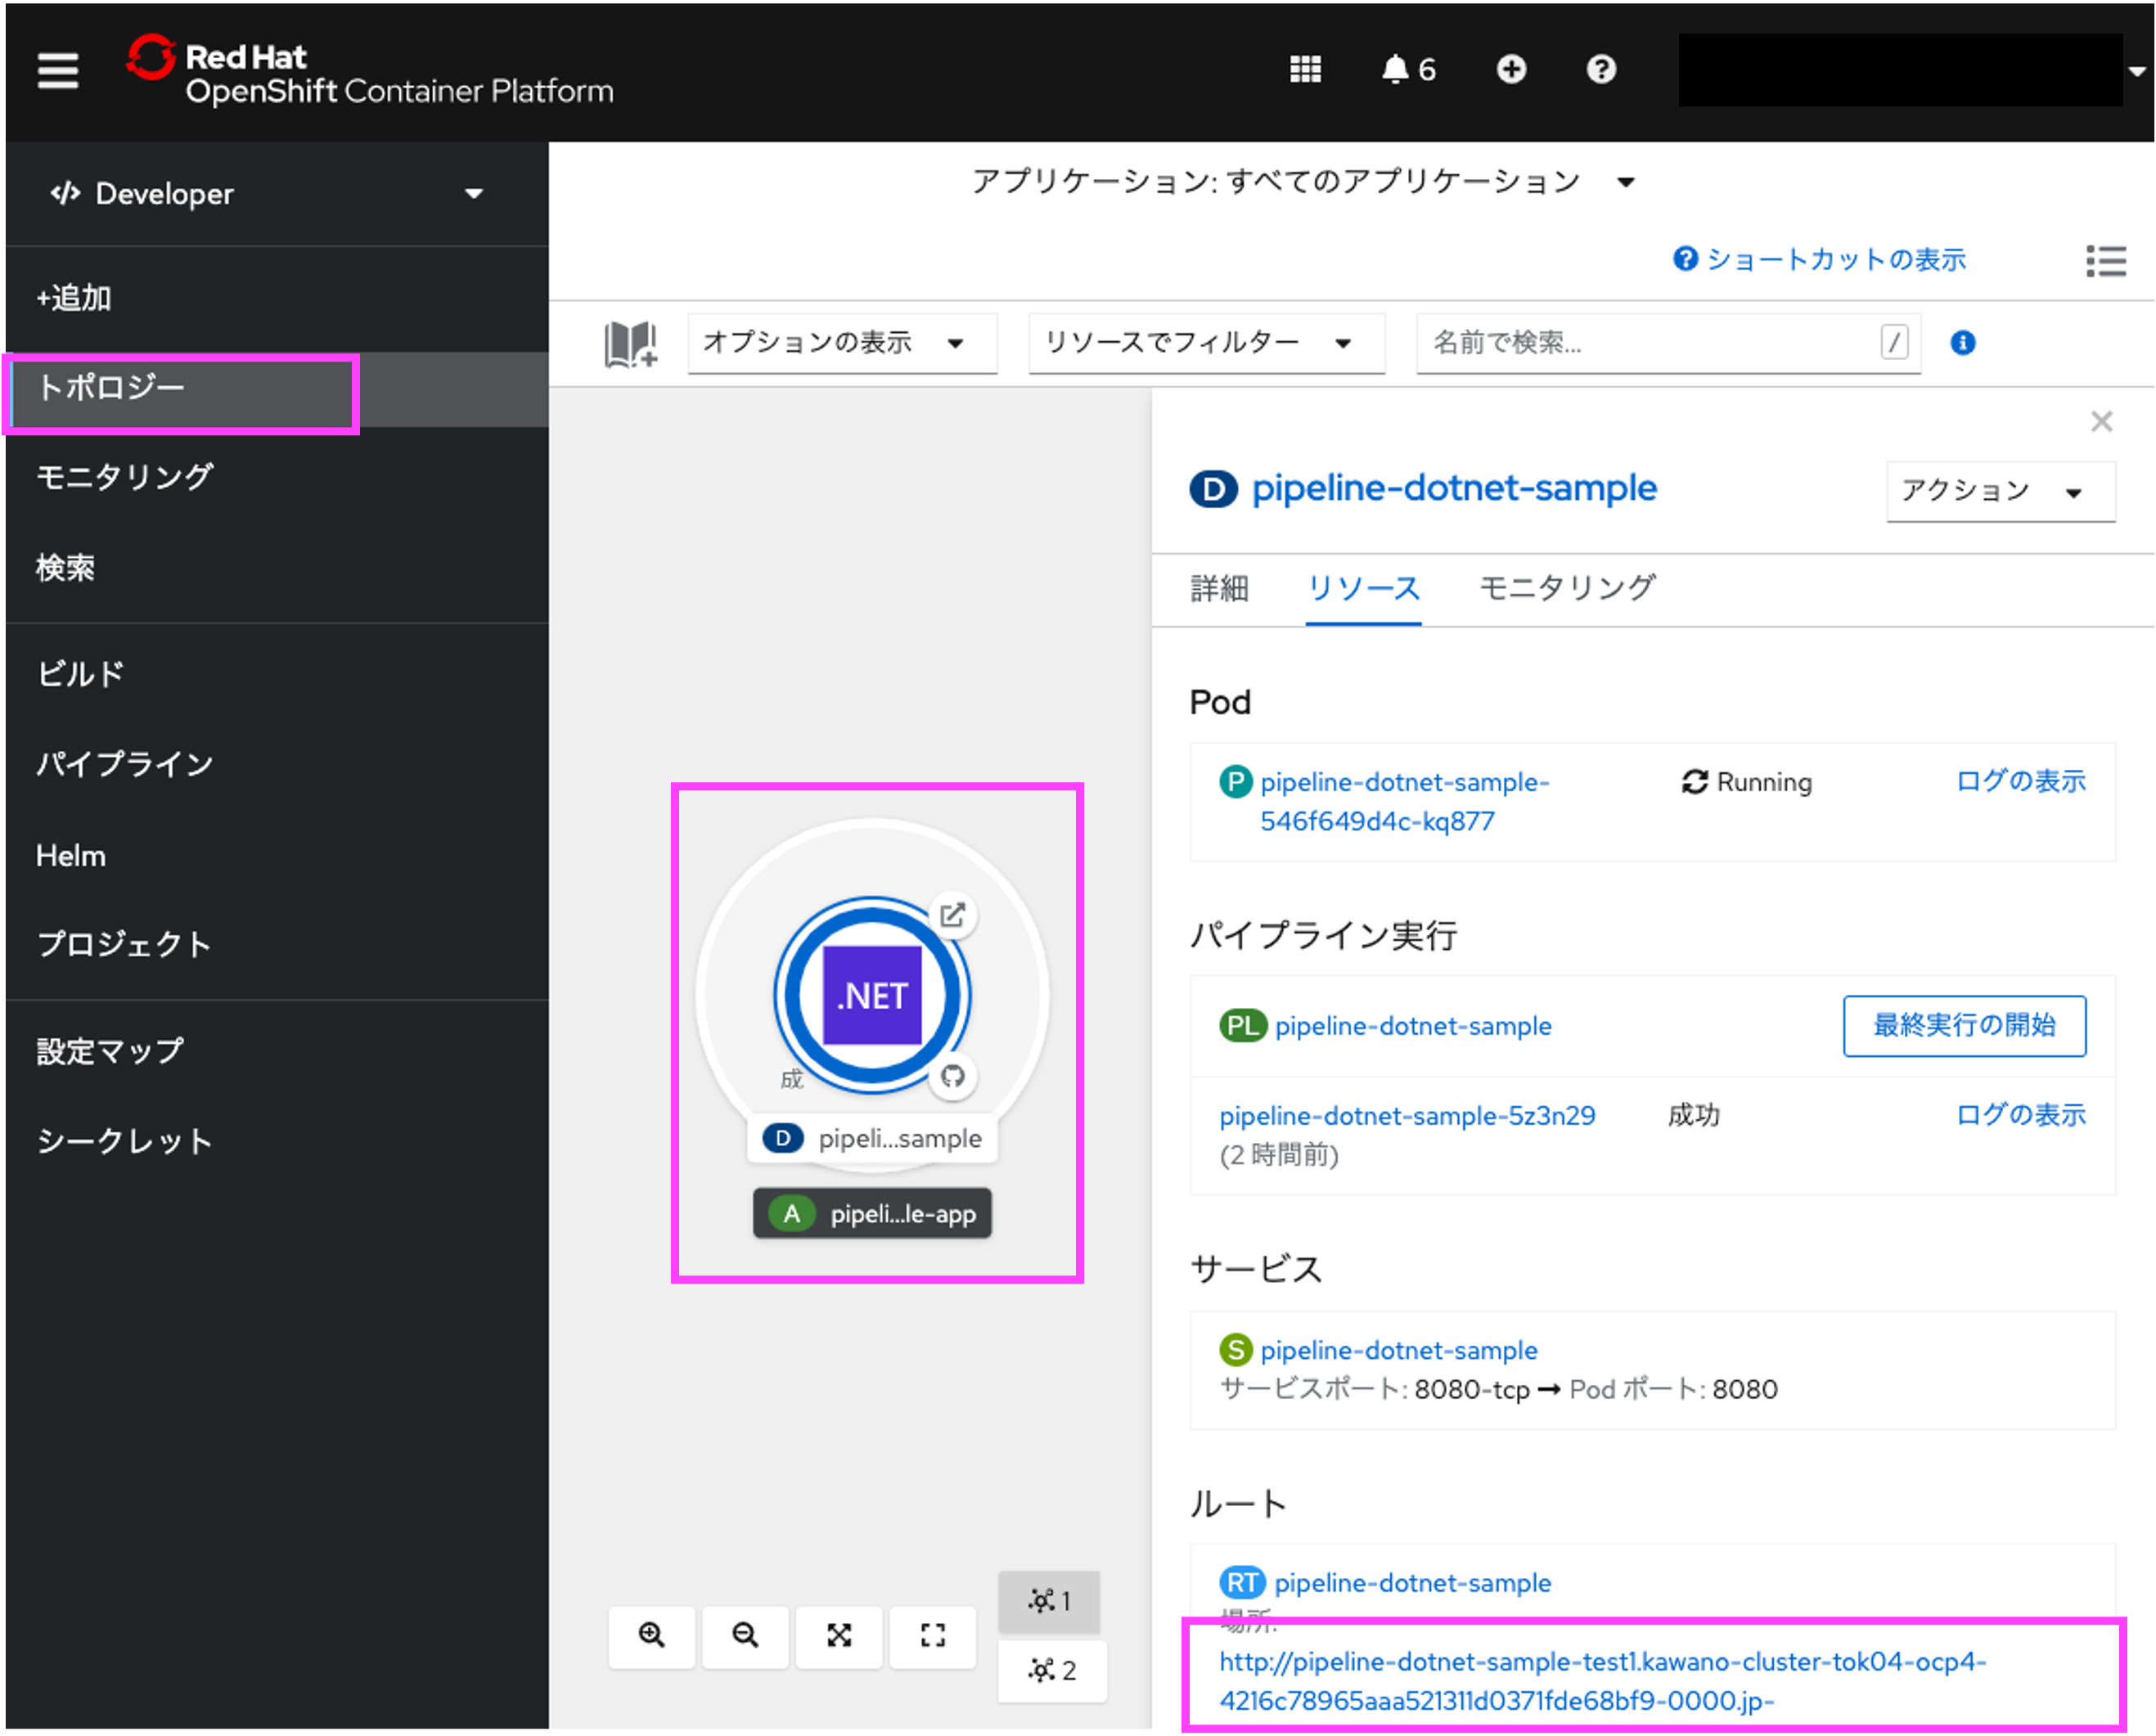 Red Hat
OpenShift Container Platform
6
Developer
アプリケーション: すべてのアプリケーション
ショートカットの表示
+追加
トポロジー
モニタリング
検索
ビルド
パイプライン
Helm
プロジェクト
設定マップ
シークレット
オプションの表示
リソースでフィルター
名前で検索...
/
.NET
成
D pipeli...sample
A pipeli...le-app
1
2
D pipeline-dotnet-sample
アクション
詳細 リソース モニタリング
Pod
P pipeline-dotnet-sample-
546f649d4c-kq877
Running
ログの表示
パイプライン実行
PL pipeline-dotnet-sample
最終実行の開始
pipeline-dotnet-sample-5z3n29
成功
ログの表示
(2 時間前)
サービス
S pipeline-dotnet-sample
サービスポート: 8080-tcp → Pod ポート: 8080
ルート
RT pipeline-dotnet-sample
場所:
http://pipeline-dotnet-sample-test1.kawano-cluster-tok04-ocp4-
4216c78965aaa521311d0371fde68bf9-0000.jp-